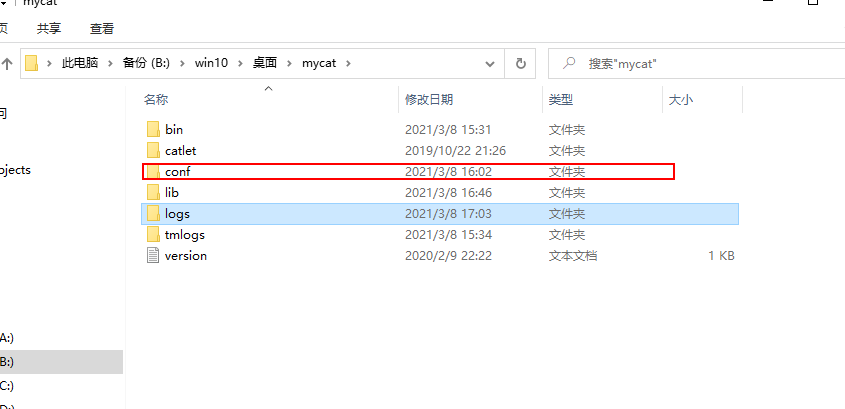 mycat
共享 查看
此电脑 备份 (B:) win10 桌面 mycat 搜索"mycat"
名称 修改日期 类型 大小
bin 2021/3/8 15:31 文件夹
catlet 2019/10/22 21:26 文件夹
conf 2021/3/8 16:02 文件夹
lib 2021/3/8 16:46 文件夹
logs 2021/3/8 17:03 文件夹
tmlogs 2021/3/8 15:34 文件夹
version 2020/2/9 22:22 文本文档 1 KB
问
bjects
A:)
B:)
C:)